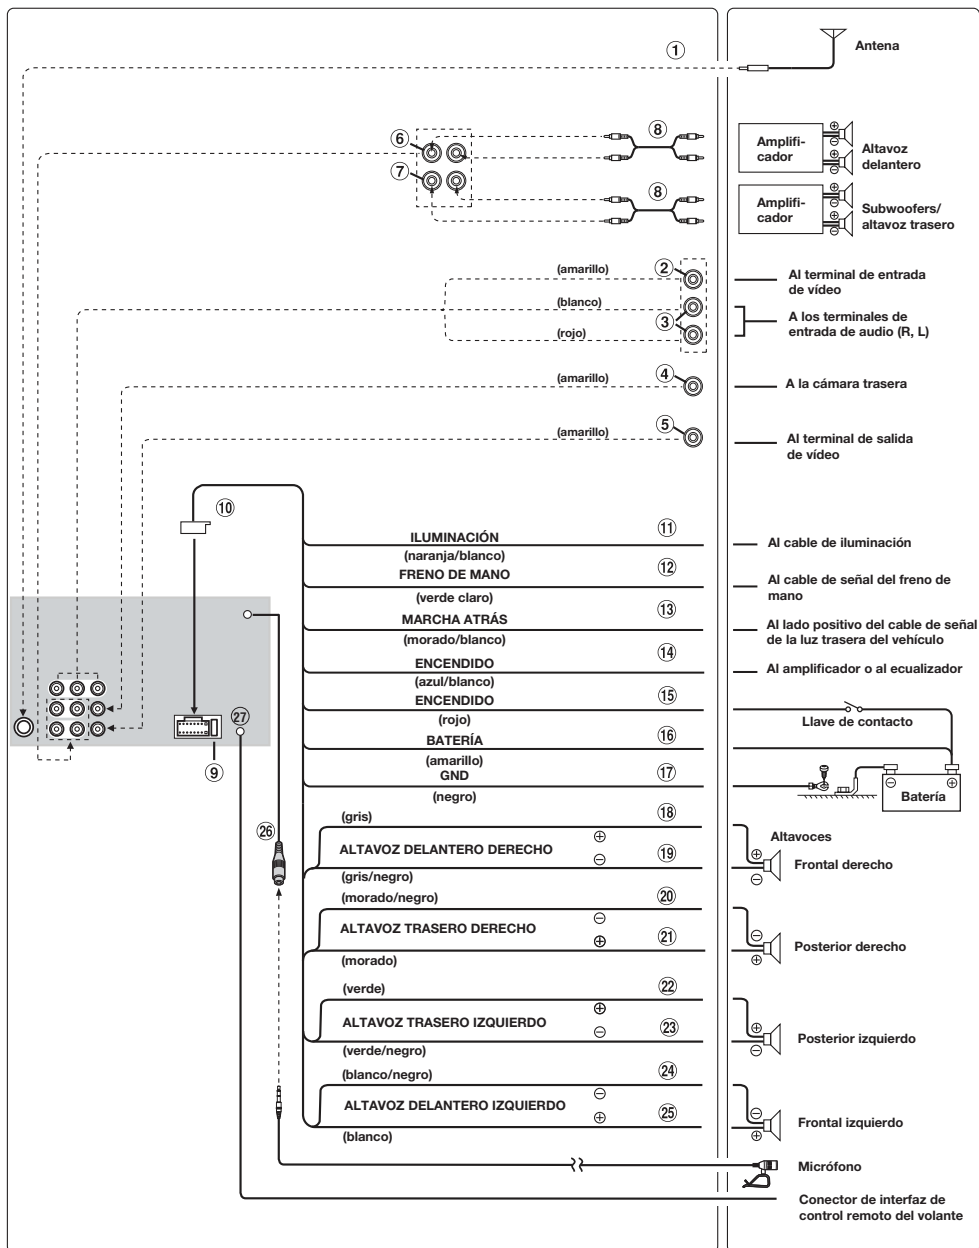 ①
Antena
⑥
⑧
Amplifi-
cador
⊕
⊖
⊕
⊖
Altavoz
delantero
⑦
⑧
Amplifi-
cador
⊕
⊖
⊕
⊖
Subwoofers/
altavoz trasero
(amarillo)
②
Al terminal de entrada
de vídeo
(blanco)
③
A los terminales de
entrada de audio (R, L)
(rojo)
(amarillo)
④
A la cámara trasera
(amarillo)
⑤
Al terminal de salida
de vídeo
⑩
ILUMINACIÓN
⑪
Al cable de iluminación
(naranja/blanco)
FRENO DE MANO
⑫
Al cable de señal del freno de
mano
(verde claro)
MARCHA ATRÁS
⑬
Al lado positivo del cable de señal
de la luz trasera del vehículo
(morado/blanco)
ENCENDIDO
⑭
Al amplificador o al ecualizador
(azul/blanco)
ENCENDIDO
⑮
Llave de contacto
(rojo)
BATERÍA
⑯
(amarillo)
GND
⑰
⊖
⊕
Batería
(negro)
㉗
⑨
㉖
(gris)
⑱
Altavoces
ALTAVOZ DELANTERO DERECHO
⊕
⊖
⑲
⊕
⊖
Frontal derecho
(gris/negro)
(morado/negro)
⑳
ALTAVOZ TRASERO DERECHO
⊖
⊕
㉑
⊖
⊕
Posterior derecho
(morado)
(verde)
㉒
ALTAVOZ TRASERO IZQUIERDO
⊕
⊖
㉓
⊕
⊖
Posterior izquierdo
(verde/negro)
(blanco/negro)
㉔
ALTAVOZ DELANTERO IZQUIERDO
⊖
⊕
㉕
⊖
⊕
Frontal izquierdo
(blanco)
Micrófono
Conector de interfaz de
control remoto del volante